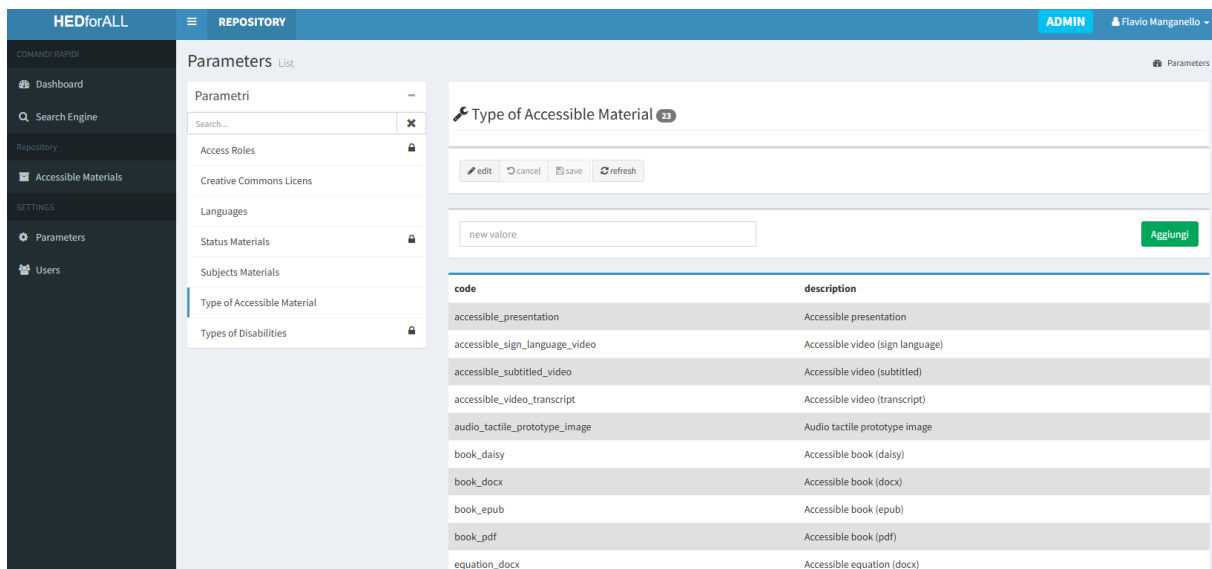 HEDforALL
REPOSITORY
ADMIN
Flavio Manganello
COMANDI RAPIDI
Dashboard
Search Engine
Repository
Accessible Materials
SETTINGS
Parameters
Users
Parameters List
Parameters
Parametri
Search...
Access Roles
Creative Commons Licens
Languages
Status Materials
Subjects Materials
Type of Accessible Material
Types of Disabilities
Type of Accessible Material 23
edit cancel save refresh
new valore
Aggiungi
code description
accessible_presentation Accessible presentation
accessible_sign_language_video Accessible video (sign language)
accessible_subtitled_video Accessible video (subtitled)
accessible_video_transcript Accessible video (transcript)
audio_tactile_prototype_image Audio tactile prototype image
book_daisy Accessible book (daisy)
book_docx Accessible book (docx)
book_epub Accessible book (epub)
book_pdf Accessible book (pdf)
equation_docx Accessible equation (docx)